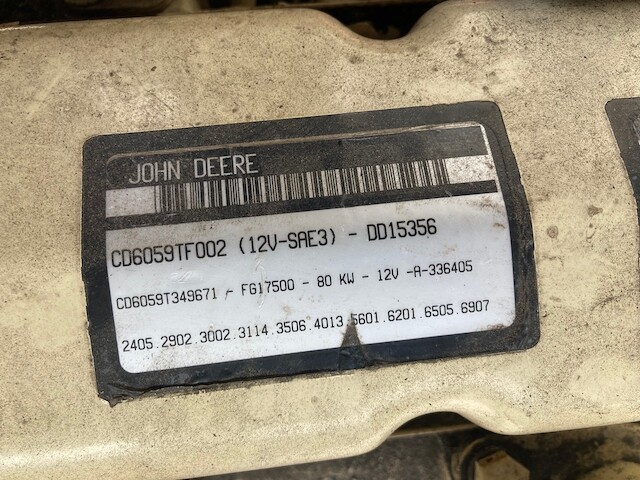 JOHN DEERE
CD6059TF002 (12V-SAE3) - DD15356
CD6059T349671 - FG17500 - 80 KW - 12V -A-336405
2405.2902.3002.3114.3506.4013.5601.6201.6505.6907